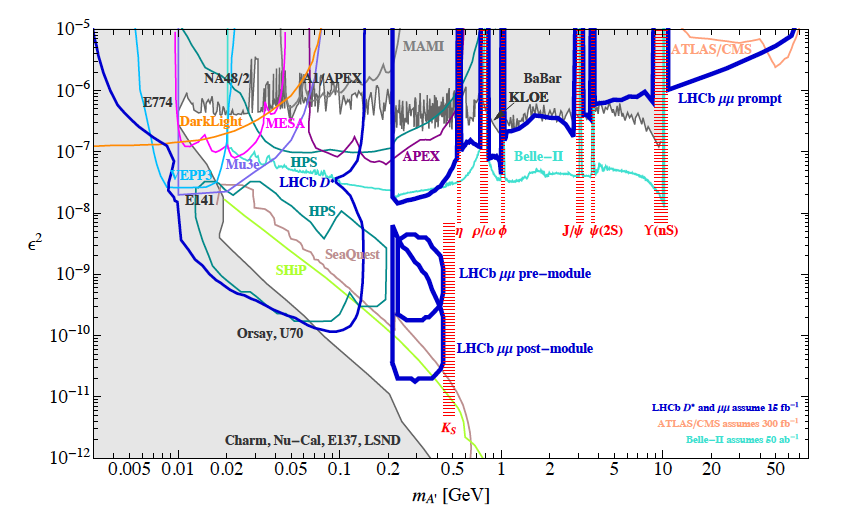 10⁻⁵
10⁻⁶
10⁻⁷
10⁻⁸
10⁻⁹
10⁻¹⁰
10⁻¹¹
10⁻¹²
ϵ²
MAMI
ATLAS/CMS
NA48/2
A1/APEX
BaBar
KLOE
E774
LHCb μμ prompt
DarkLight
MESA
HPS
APEX
Belle−II
Mu3e
VEPP3
LHCb D*
E141
HPS
η
ρ/ω
ϕ
J/ψ
ψ(2S)
Υ(nS)
SeaQuest
SHiP
LHCb μμ pre−module
Orsay, U70
LHCb μμ post−module
LHCb D* and μμ assume 15 fb⁻¹
ATLAS/CMS assumes 300 fb⁻¹
Belle−II assumes 50 ab⁻¹
K_S
Charm, Nu−Cal, E137, LSND
0.005 0.01 0.02 0.05 0.1 0.2 0.5 1 2 5 10 20 50
m_A' [GeV]